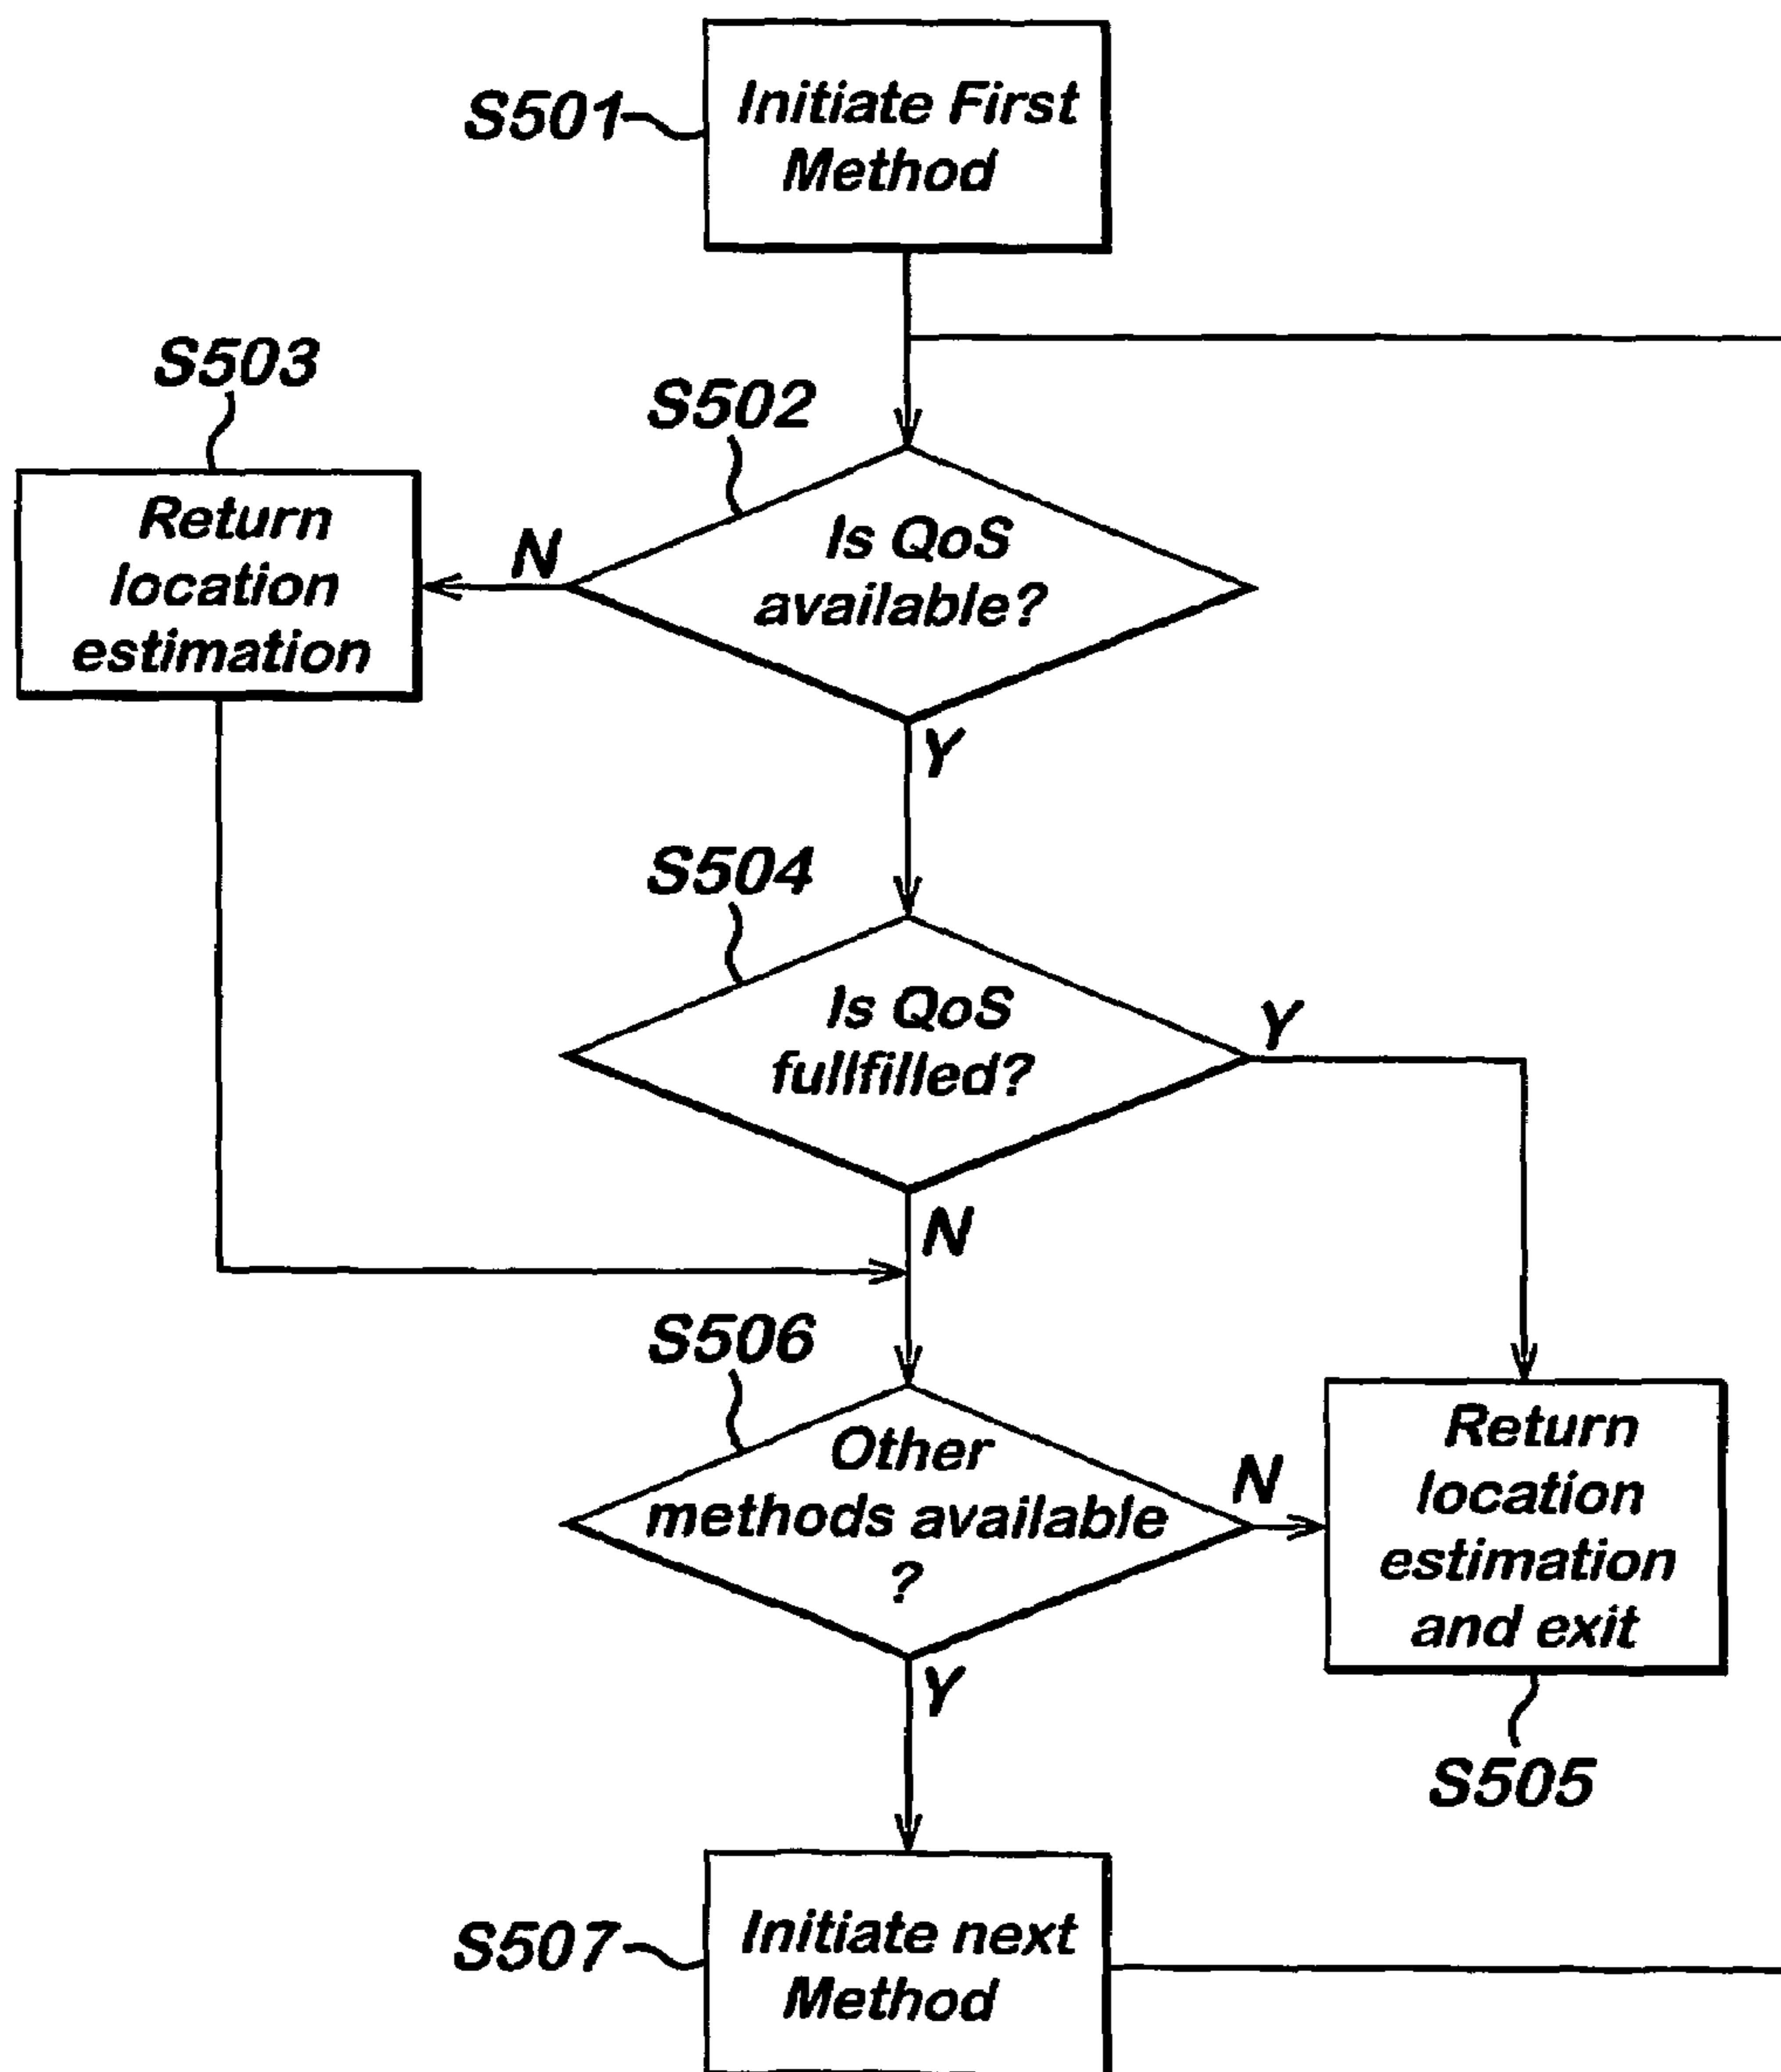 S501
Initiate First
Method
S503
S502
Return
location
estimation
N
Is QoS
available?
Y
S504
Is QoS
fullfilled?
Y
N
S506
Other
methods available
?
N
Return
location
estimation
and exit
Y
S505
S507
Initiate next
Method